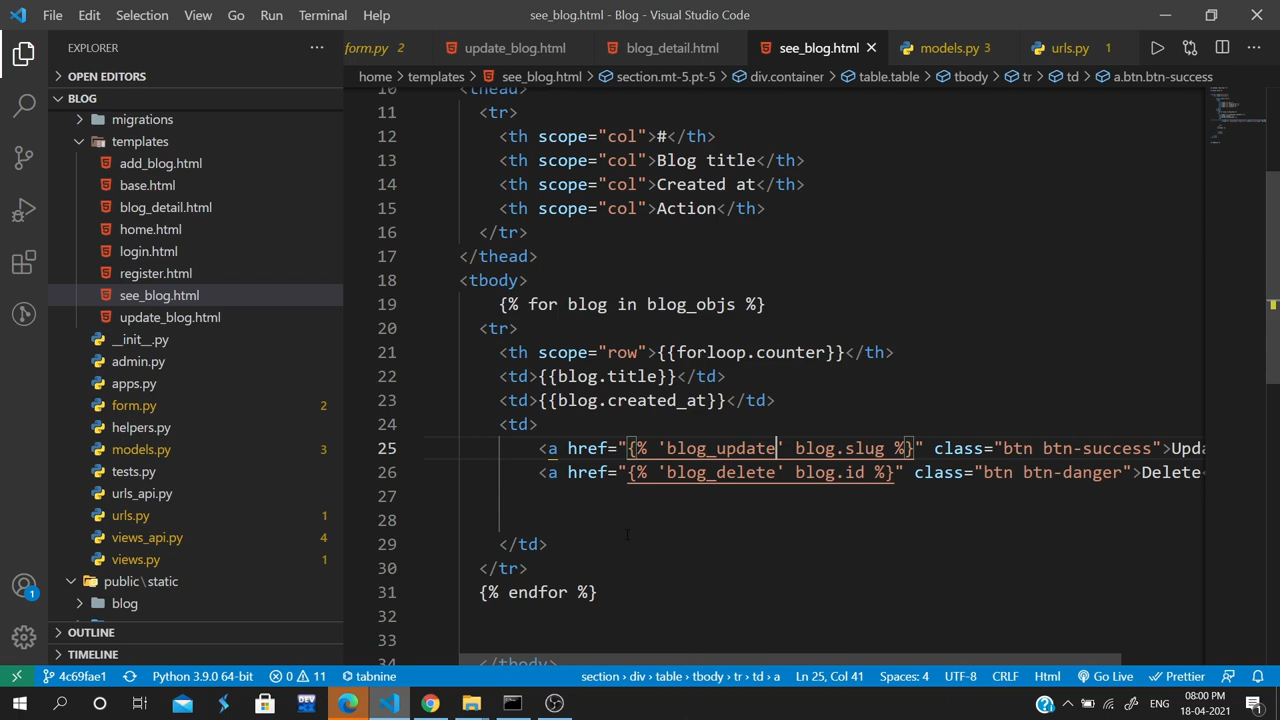 File Edit Selection View Go Run Terminal Help see_blog.html - Blog - Visual Studio Code
EXPLORER
form.py 2 update_blog.html blog_detail.html see_blog.html models.py 3 urls.py 1
OPEN EDITORS
home templates see_blog.html section.mt-5.pt-5 div.container table.table tbody tr td a.btn.btn-success
BLOG
migrations
templates
add_blog.html
base.html
blog_detail.html
home.html
login.html
register.html
see_blog.html
update_blog.html
__init__.py
admin.py
apps.py
form.py 2
helpers.py
models.py 3
tests.py
urls_api.py
urls.py 1
views_api.py 4
views.py 1
public\static
blog
OUTLINE
TIMELINE
10 <thead>
11 <tr>
12 <th scope="col">#</th>
13 <th scope="col">Blog title</th>
14 <th scope="col">Created at</th>
15 <th scope="col">Action</th>
16 </tr>
17 </thead>
18 <tbody>
19 {% for blog in blog_objs %}
20 <tr>
21 <th scope="row">{{forloop.counter}}</th>
22 <td>{{blog.title}}</td>
23 <td>{{blog.created_at}}</td>
24 <td>
25 <a href="{% 'blog_update' blog.slug %}" class="btn btn-success">Upda
26 <a href="{% 'blog_delete' blog.id %}" class="btn btn-danger">Delete<
27
28
29 </td>
30 </tr>
31 {% endfor %}
32
33
34 </tbody>
1
4c69fae1 Python 3.9.0 64-bit 0 11 tabnine section › div › table › tbody › tr › td › a Ln 25, Col 41 Spaces: 4 UTF-8 CRLF Html Go Live Prettier
ENG 08:00 PM 18-04-2021 1